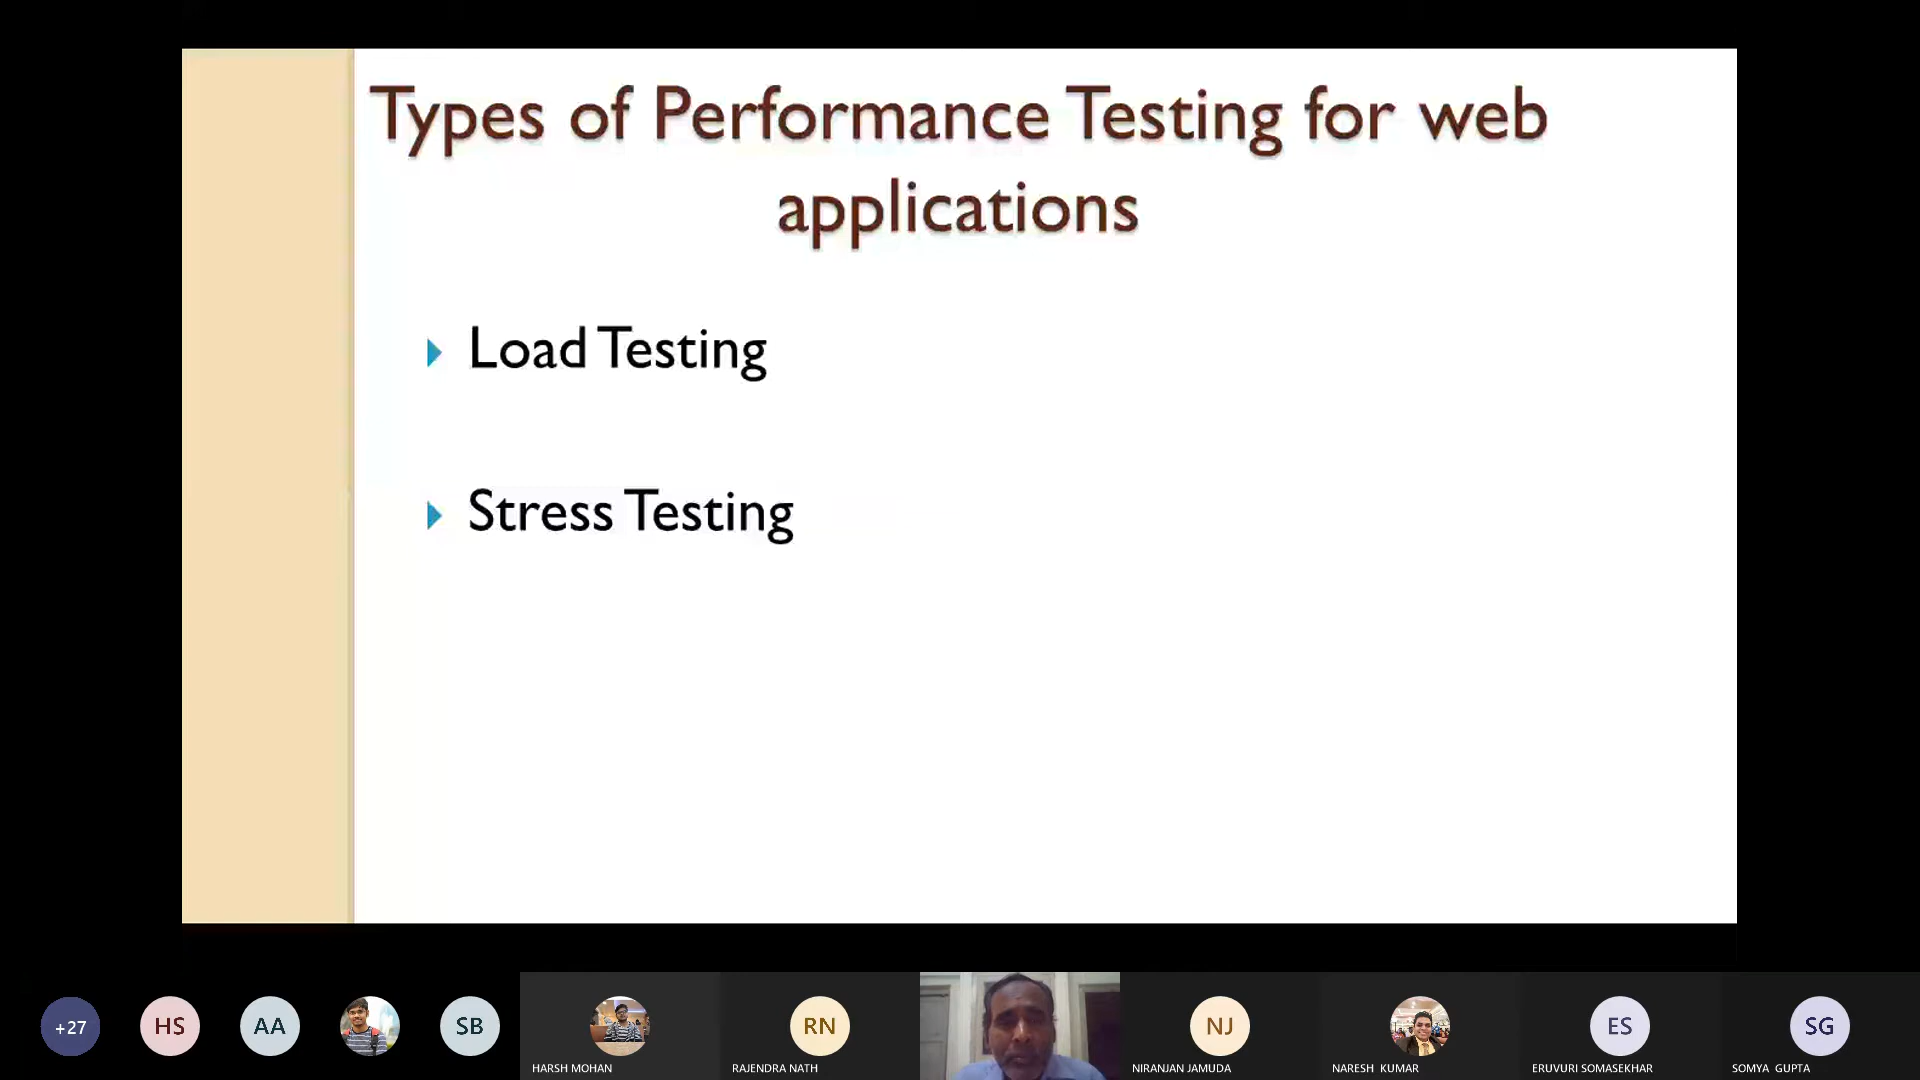 Types of Performance Testing for web
applications
Load Testing
Stress Testing
+27
HS
AA
SB
HARSH MOHAN
RN
RAJENDRA NATH
NJ
NIRANJAN JAMUDA
NARESH KUMAR
ES
ERUVURI SOMASEKHAR
SG
SOMYA GUPTA